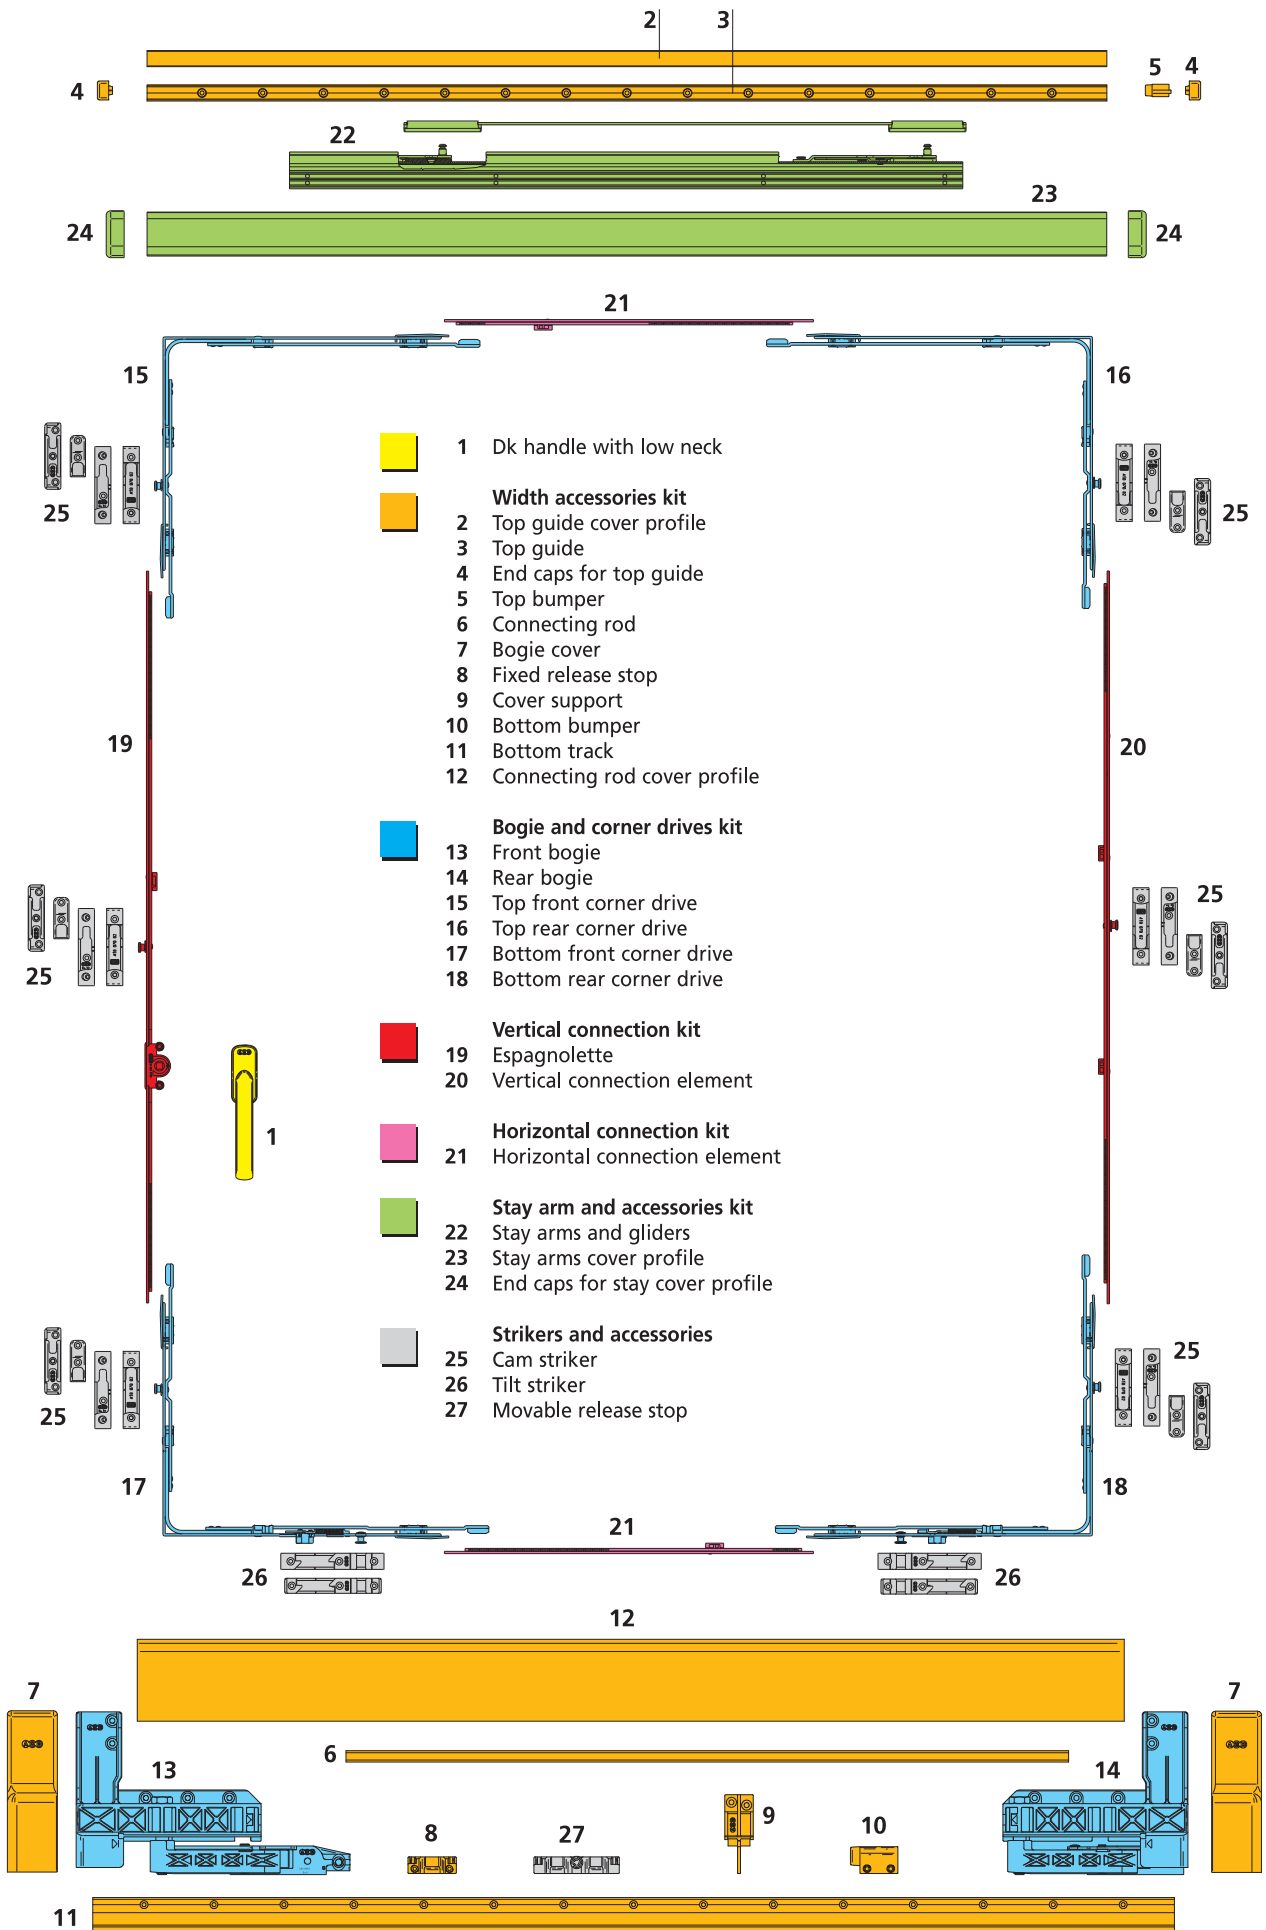 2 3
4
5 4
22
23
24
24
21
15
16
1 Dk handle with low neck
25
25
Width accessories kit
2 Top guide cover profile
3 Top guide
4 End caps for top guide
5 Top bumper
6 Connecting rod
7 Bogie cover
8 Fixed release stop
9 Cover support
10 Bottom bumper
11 Bottom track
12 Connecting rod cover profile
19
20
Bogie and corner drives kit
13 Front bogie
14 Rear bogie
15 Top front corner drive
16 Top rear corner drive
17 Bottom front corner drive
18 Bottom rear corner drive
25
25
Vertical connection kit
19 Espagnolette
20 Vertical connection element
1
Horizontal connection kit
21 Horizontal connection element
Stay arm and accessories kit
22 Stay arms and gliders
23 Stay arms cover profile
24 End caps for stay cover profile
Strikers and accessories
25 Cam striker
26 Tilt striker
27 Movable release stop
25
25
17
18
21
26
26
12
7
7
6
13
14
8
27
9
10
11